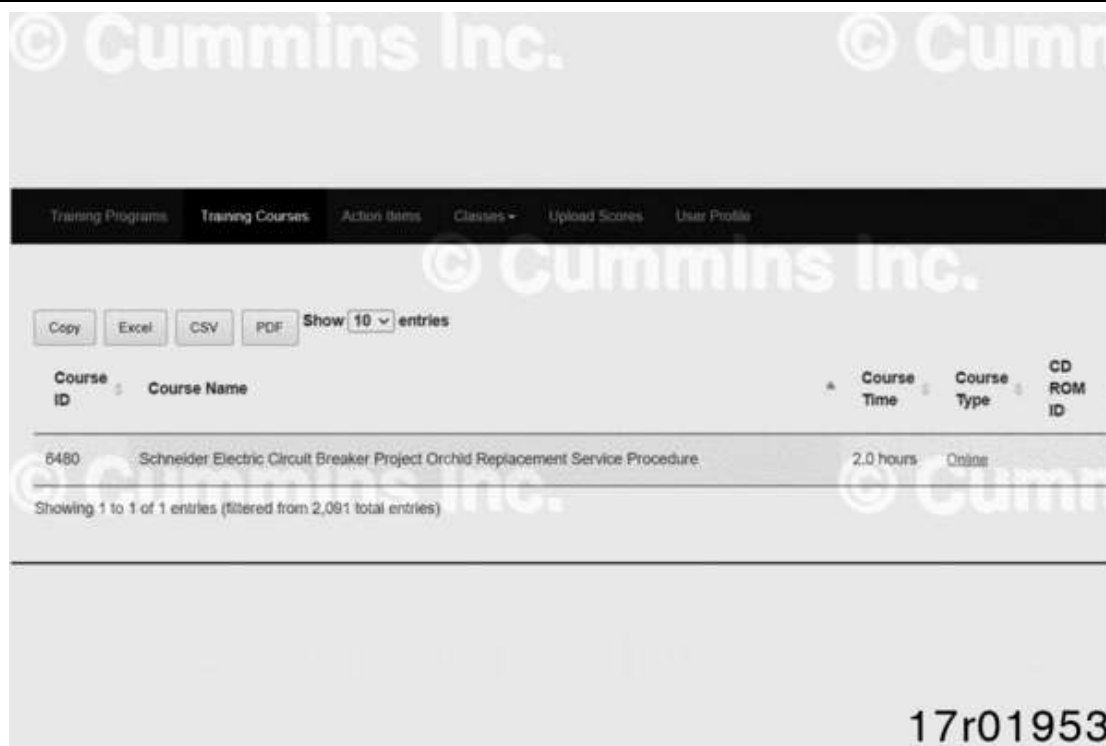 © Cummins Inc.
© Cumm
Training Programs Training Courses Action Items Classes Upload Scores User Profile
© Cummins Inc.
Copy Excel CSV PDF Show 10 entries
Course ID Course Name Course Time Course Type CD ROM ID
6480 Schneider Electric Circuit Breaker Project Orchid Replacement Service Procedure 2.0 hours Online
© Cummins Inc.
© Cumm
Showing 1 to 1 of 1 entries (filtered from 2,091 total entries)
17r01953